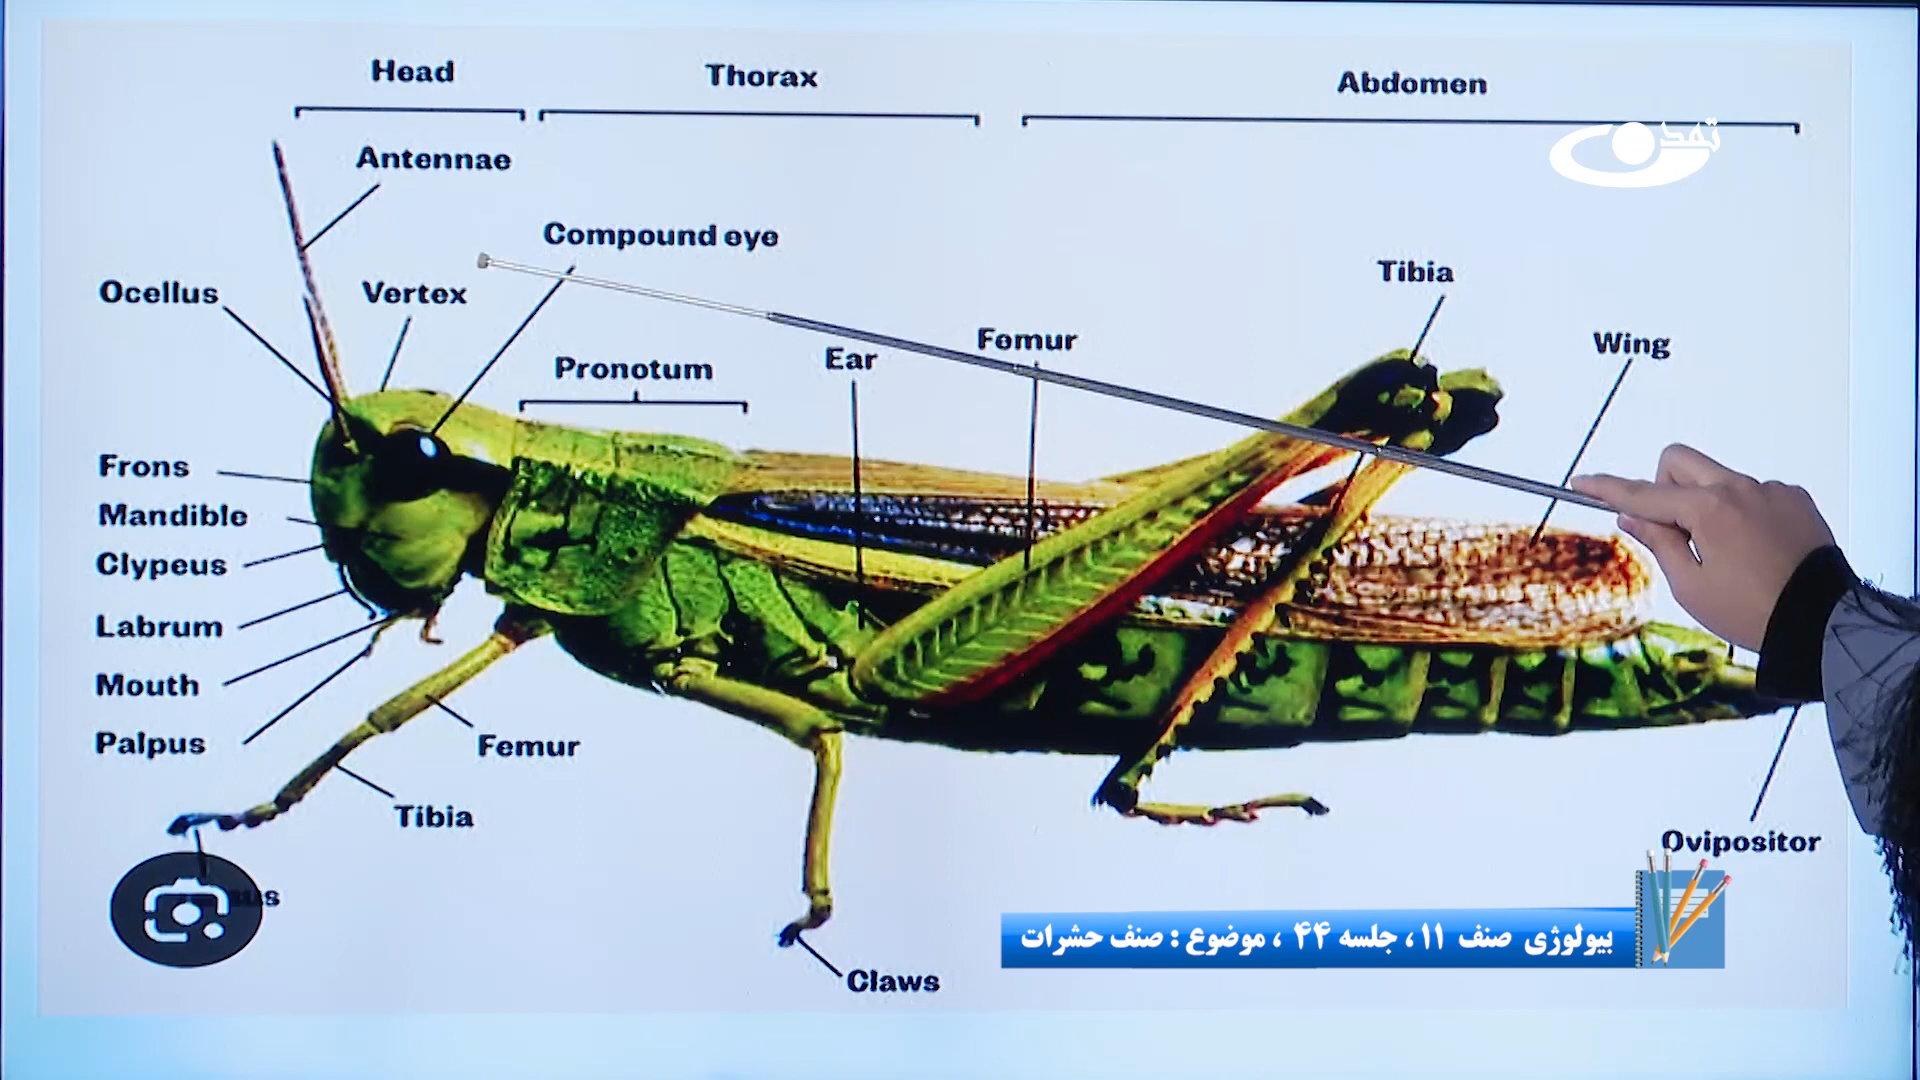 Head
Thorax
Abdomen
تمدن
Antennae
Compound eye
Tibia
Ocellus
Vertex
Femur
Wing
Ear
Pronotum
Frons
Mandible
Clypeus
Labrum
Mouth
Palpus
Femur
Tibia
Ovipositor
بیولوژی صنف ۱۱، جلسه ۴۴، موضوع : صنف حشرات
Claws